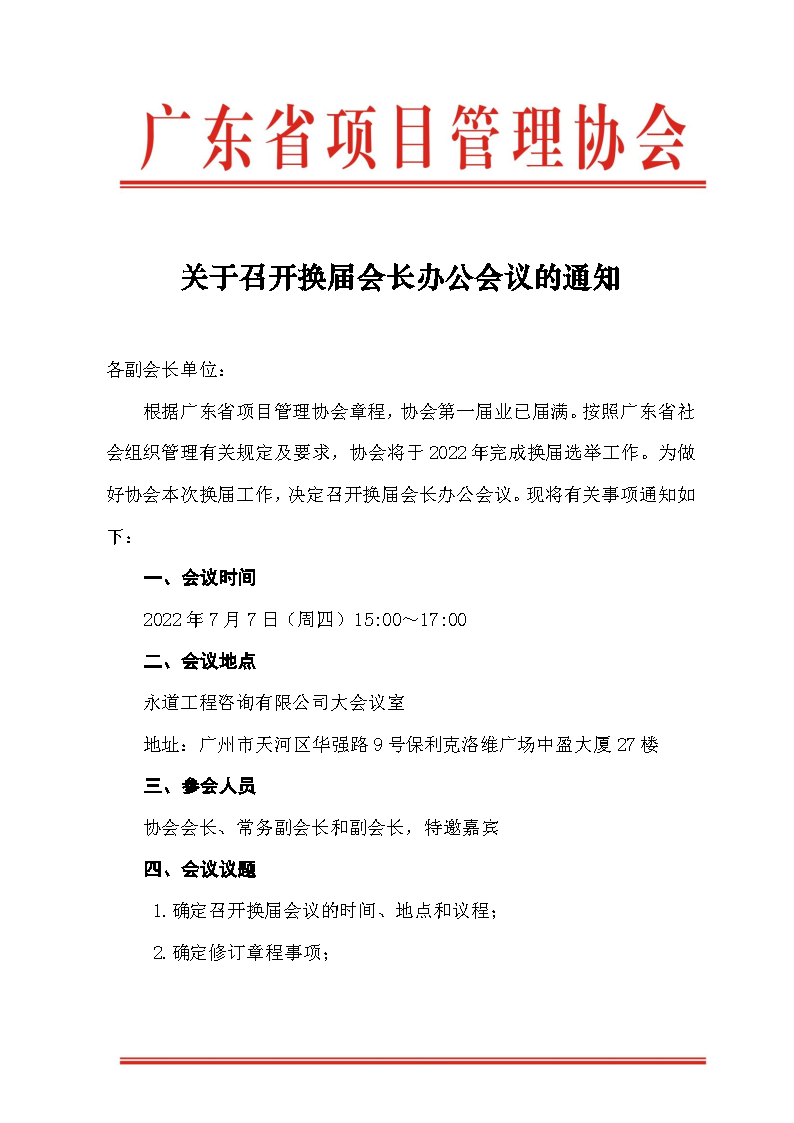 广东省项目管理协会
关于召开换届会长办公会议的通知
各副会长单位：
根据广东省项目管理协会章程，协会第一届业已届满。按照广东省社
会组织管理有关规定及要求，协会将于 2022 年完成换届选举工作。为做
好协会本次换届工作，决定召开换届会长办公会议。现将有关事项通知如
下：
一、会议时间
2022 年 7 月 7 日（周四）15:00～17:00
二、会议地点
永道工程咨询有限公司大会议室
地址：广州市天河区华强路 9 号保利克洛维广场中盈大厦 27 楼
三、参会人员
协会会长、常务副会长和副会长，特邀嘉宾
四、会议议题
1. 确定召开换届会议的时间、地点和议程；
2. 确定修订章程事项；